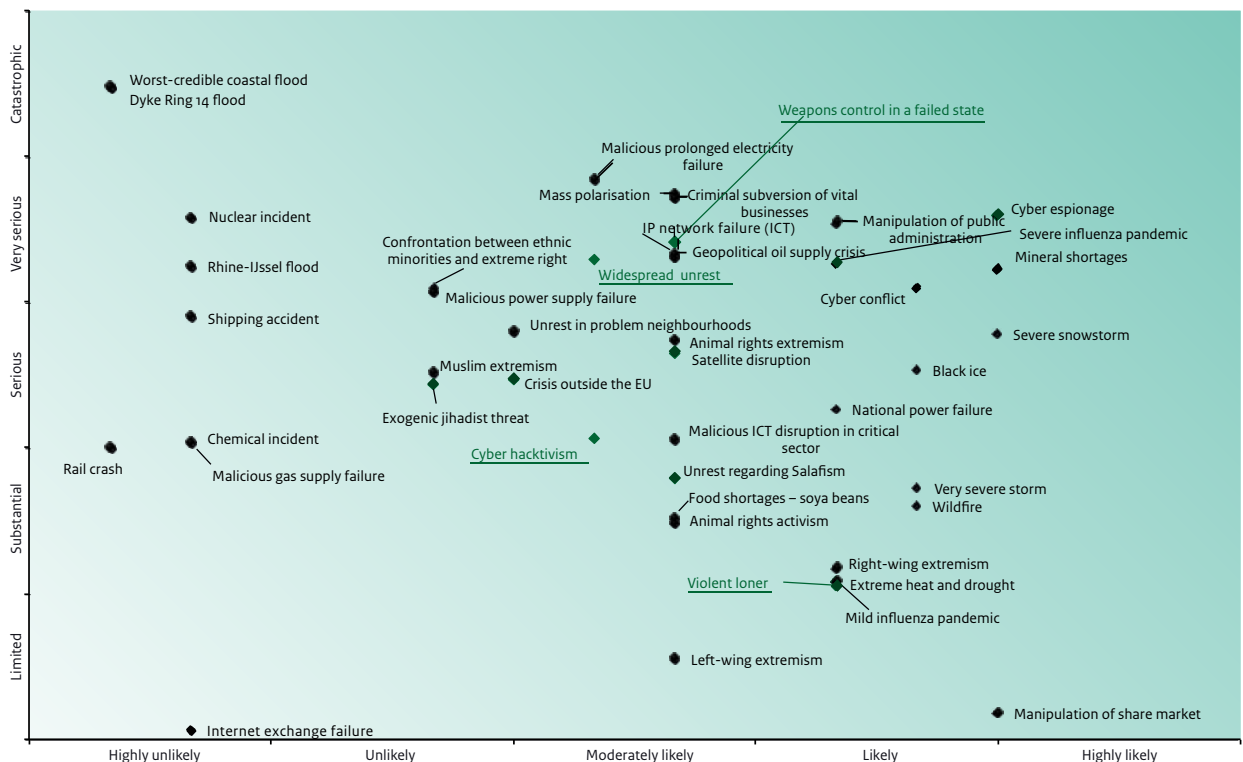 Catastrophic
Very serious
Serious
Substantial
Limited
Worst-credible coastal flood
Dyke Ring 14 flood
Weapons control in a failed state
Malicious prolonged electricity
failure
Mass polarisation
Criminal subversion of vital
businesses
Nuclear incident
IP network failure (ICT)
Manipulation of public
administration
Cyber espionage
Severe influenza pandemic
Confrontation between ethnic
minorities and extreme right
Geopolitical oil supply crisis
Mineral shortages
Rhine-IJssel flood
Widespread unrest
Malicious power supply failure
Cyber conflict
Shipping accident
Unrest in problem neighbourhoods
Severe snowstorm
Animal rights extremism
Satellite disruption
Muslim extremism
Black ice
Crisis outside the EU
Exogenic jihadist threat
National power failure
Malicious ICT disruption in critical
sector
Chemical incident
Cyber hacktivism
Rail crash
Malicious gas supply failure
Unrest regarding Salafism
Very severe storm
Food shortages – soya beans
Wildfire
Animal rights activism
Right-wing extremism
Violent loner
Extreme heat and drought
Mild influenza pandemic
Left-wing extremism
Manipulation of share market
Internet exchange failure
Highly unlikely
Unlikely
Moderately likely
Likely
Highly likely